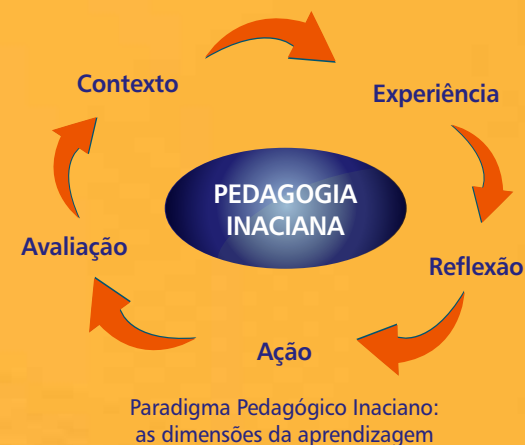 Contexto
Experiência
PEDAGOGIA
INACIANA
Avaliação
Reflexão
Ação
Paradigma Pedagógico Inaciano:
as dimensões da aprendizagem